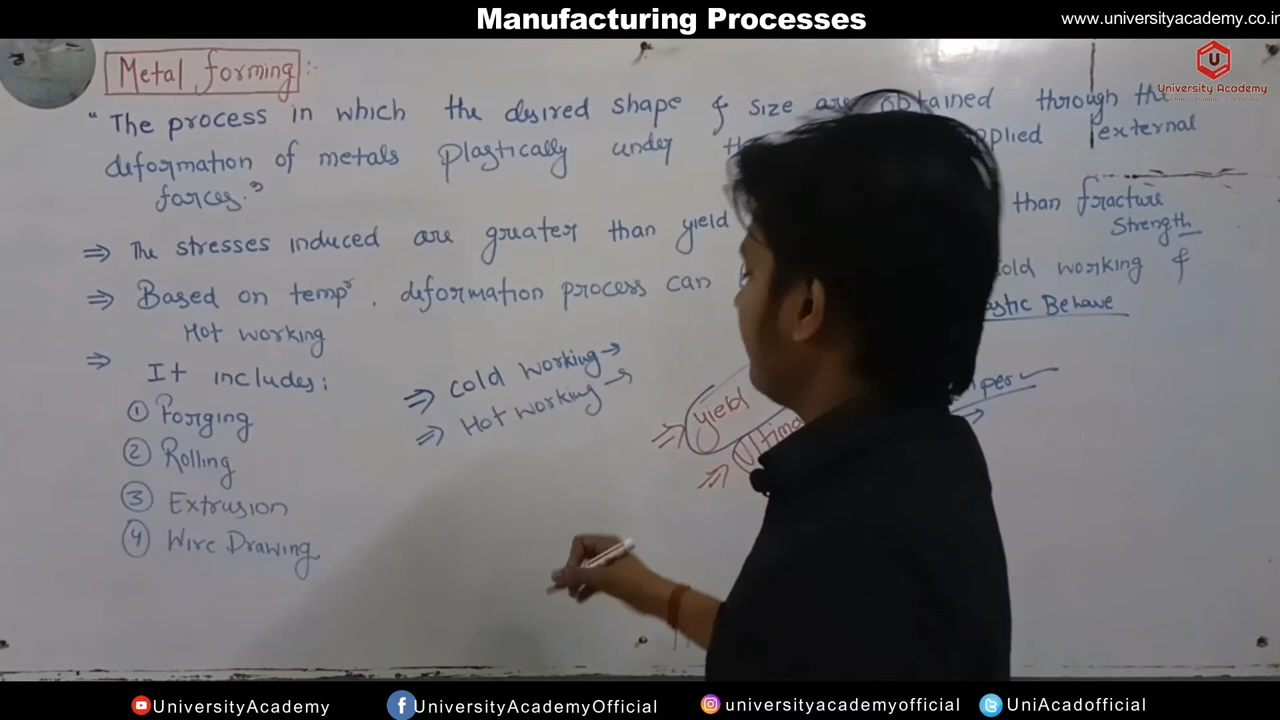 Manufacturing Processes
www.universityacademy.co.in
Metal forming :-
University Academy
"The process in which the desired shape & size are obtained through the
deformation of metals plastically under applied external
forces."
⇒ The stresses induced are greater than yield than fracture
Strength
⇒ Based on tempr. deformation process can cold working &
Hot working
Behave
⇒ It includes:
① Forging
② Rolling
③ Extrusion
④ Wire Drawing
⇒ cold working →
⇒ Hot working →
⇒ yield
⇒
UniversityAcademy
UniversityAcademyOfficial
universityacademyofficial
UniAcadofficial